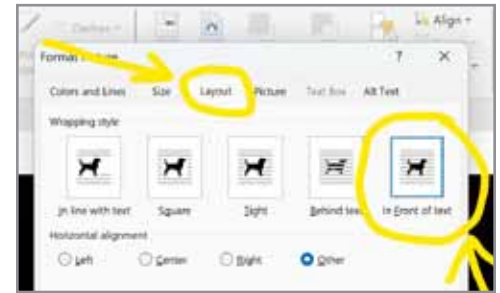 Align
Format Picture
? ×
Colors and Lines Size Layout Picture Text Box Alt Text
Wrapping style
In line with text Square Tight Behind text In Front of text
Horizontal alignment
Left Center Right Other